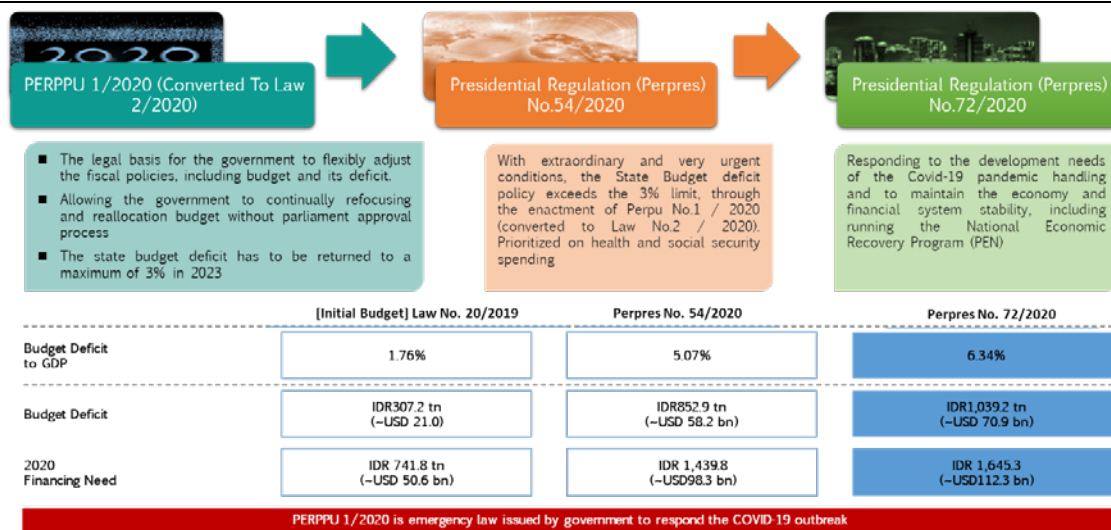 2020
PERPPU 1/2020 (Converted To Law
2/2020)
Presidential Regulation (Perpres)
No.54/2020
Presidential Regulation (Perpres)
No.72/2020
■ The legal basis for the government to flexibly adjust
the fiscal policies, including budget and its deficit.
■ Allowing the government to continually refocusing
and reallocation budget without parliament approval
process
■ The state budget deficit has to be returned to a
maximum of 3% in 2023
With extraordinary and very urgent
conditions, the State Budget deficit
policy exceeds the 3% limit, through
the enactment of Perpu No.1 / 2020
(converted to Law No.2 / 2020).
Prioritized on health and social security
spending
Responding to the development needs
of the Covid-19 pandemic handling
and to maintain the economy and
financial system stability, including
running the National Economic
Recovery Program (PEN)
[Initial Budget] Law No. 20/2019 Perpres No. 54/2020 Perpres No. 72/2020
Budget Deficit
to GDP
1.76% 5.07% 6.34%
Budget Deficit
IDR307.2 tn
(~USD 21.0)
IDR852.9 tn
(~USD 58.2 bn)
IDR1,039.2 tn
(~USD 70.9 bn)
2020
Financing Need
IDR 741.8 tn
(~USD 50.6 bn)
IDR 1,439.8
(~USD98.3 bn)
IDR 1,645.3
(~USD112.3 bn)
PERPPU 1/2020 is emergency law issued by government to respond the COVID-19 outbreak